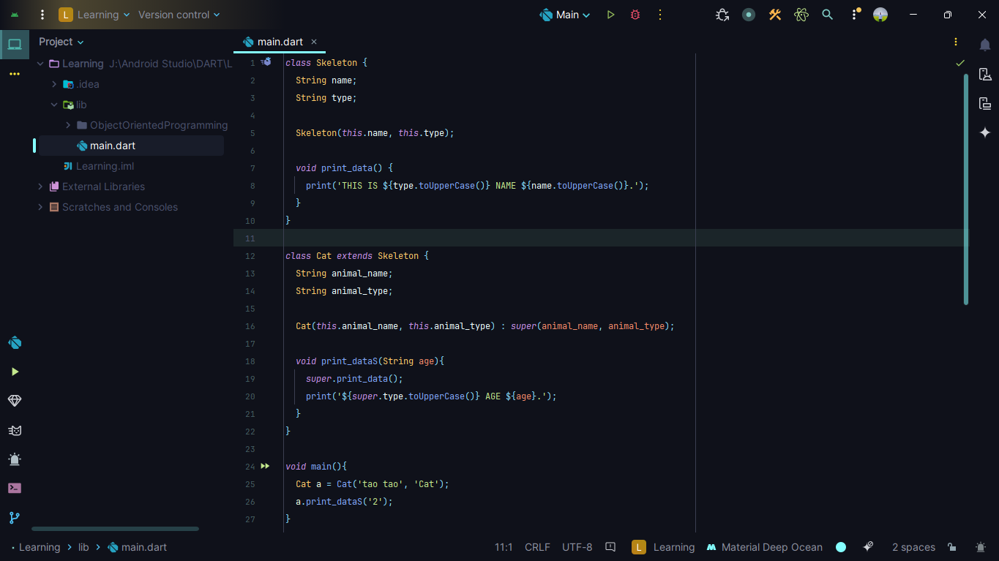 L Learning Version control Main
Project
main.dart
Learning J:\Android Studio\DART\L
.idea
lib
ObjectOrientedProgramming
main.dart
Learning.iml
External Libraries
Scratches and Consoles
1 class Skeleton {
2   String name;
3   String type;
4
5   Skeleton(this.name, this.type);
6
7   void print_data() {
8     print('THIS IS ${type.toUpperCase()} NAME ${name.toUpperCase()}.');
9   }
10 }
11
12 class Cat extends Skeleton {
13   String animal_name;
14   String animal_type;
15
16   Cat(this.animal_name, this.animal_type) : super(animal_name, animal_type);
17
18   void print_dataS(String age){
19     super.print_data();
20     print('${super.type.toUpperCase()} AGE ${age}.');
21   }
22 }
23
24 void main(){
25   Cat a = Cat('tao tao', 'Cat');
26   a.print_dataS('2');
27 }
Learning > lib > main.dart 11:1 CRLF UTF-8 L Learning Material Deep Ocean 2 spaces